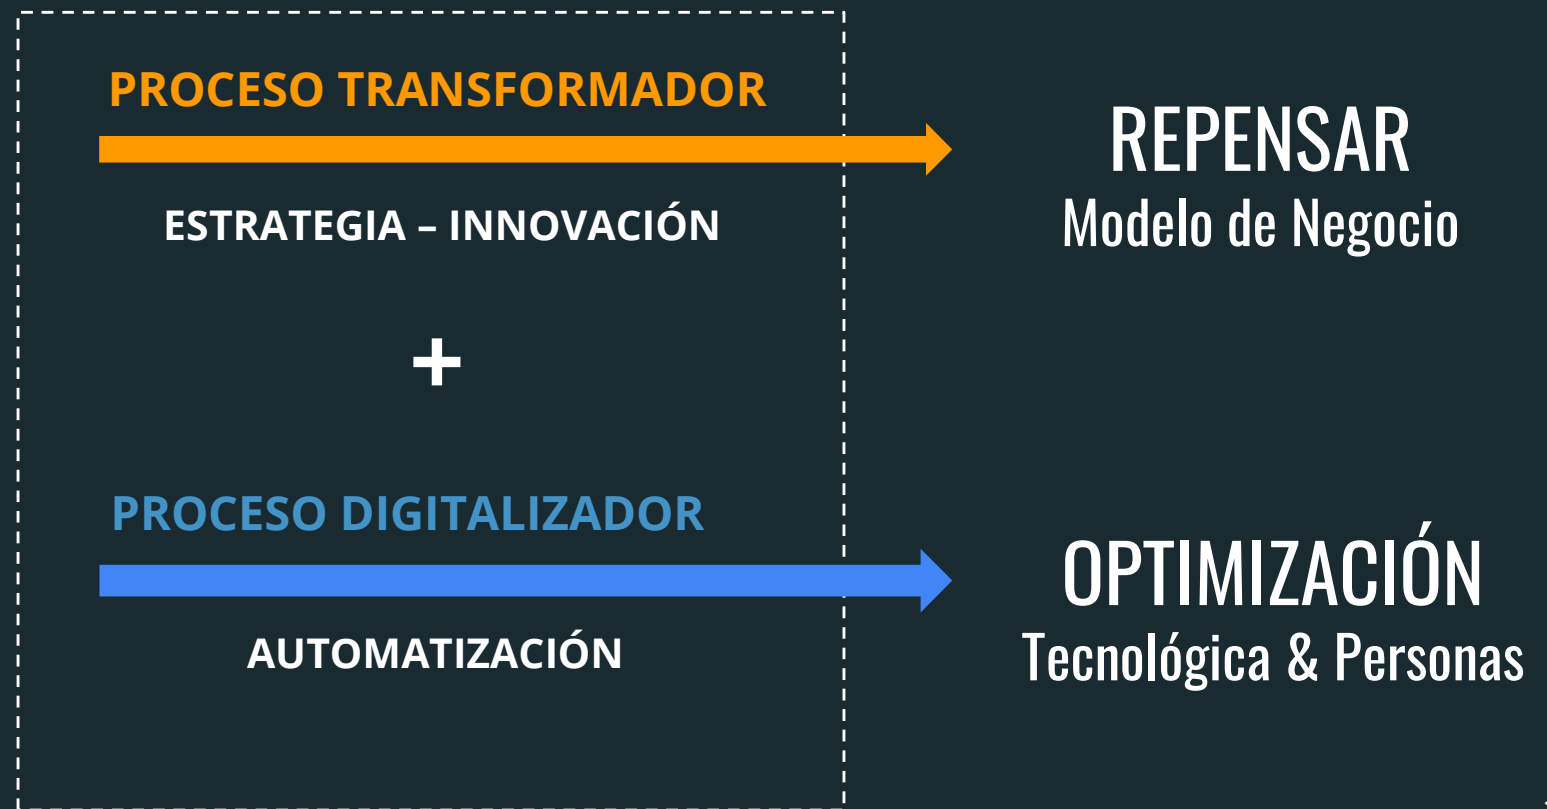 PROCESO TRANSFORMADOR
ESTRATEGIA – INNOVACIÓN
REPENSAR
Modelo de Negocio
+
PROCESO DIGITALIZADOR
AUTOMATIZACIÓN
OPTIMIZACIÓN
Tecnológica & Personas